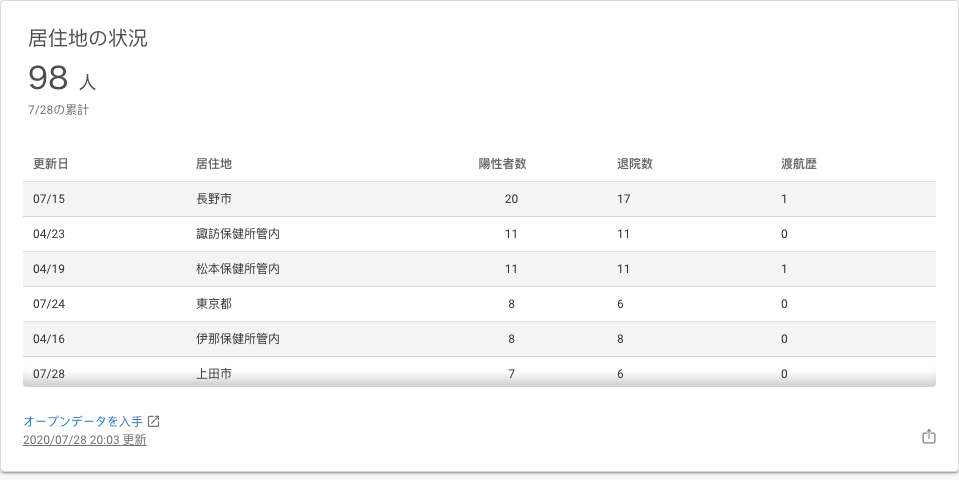 居住地の状況
98 人
7/28の累計
更新日 居住地 陽性者数 退院数 渡航歴
07/15 長野市 20 17 1
04/23 諏訪保健所管内 11 11 0
04/19 松本保健所管内 11 11 1
07/24 東京都 8 6 0
04/16 伊那保健所管内 8 8 0
07/28 上田市 7 6 0
オープンデータを入手
2020/07/28 20:03 更新